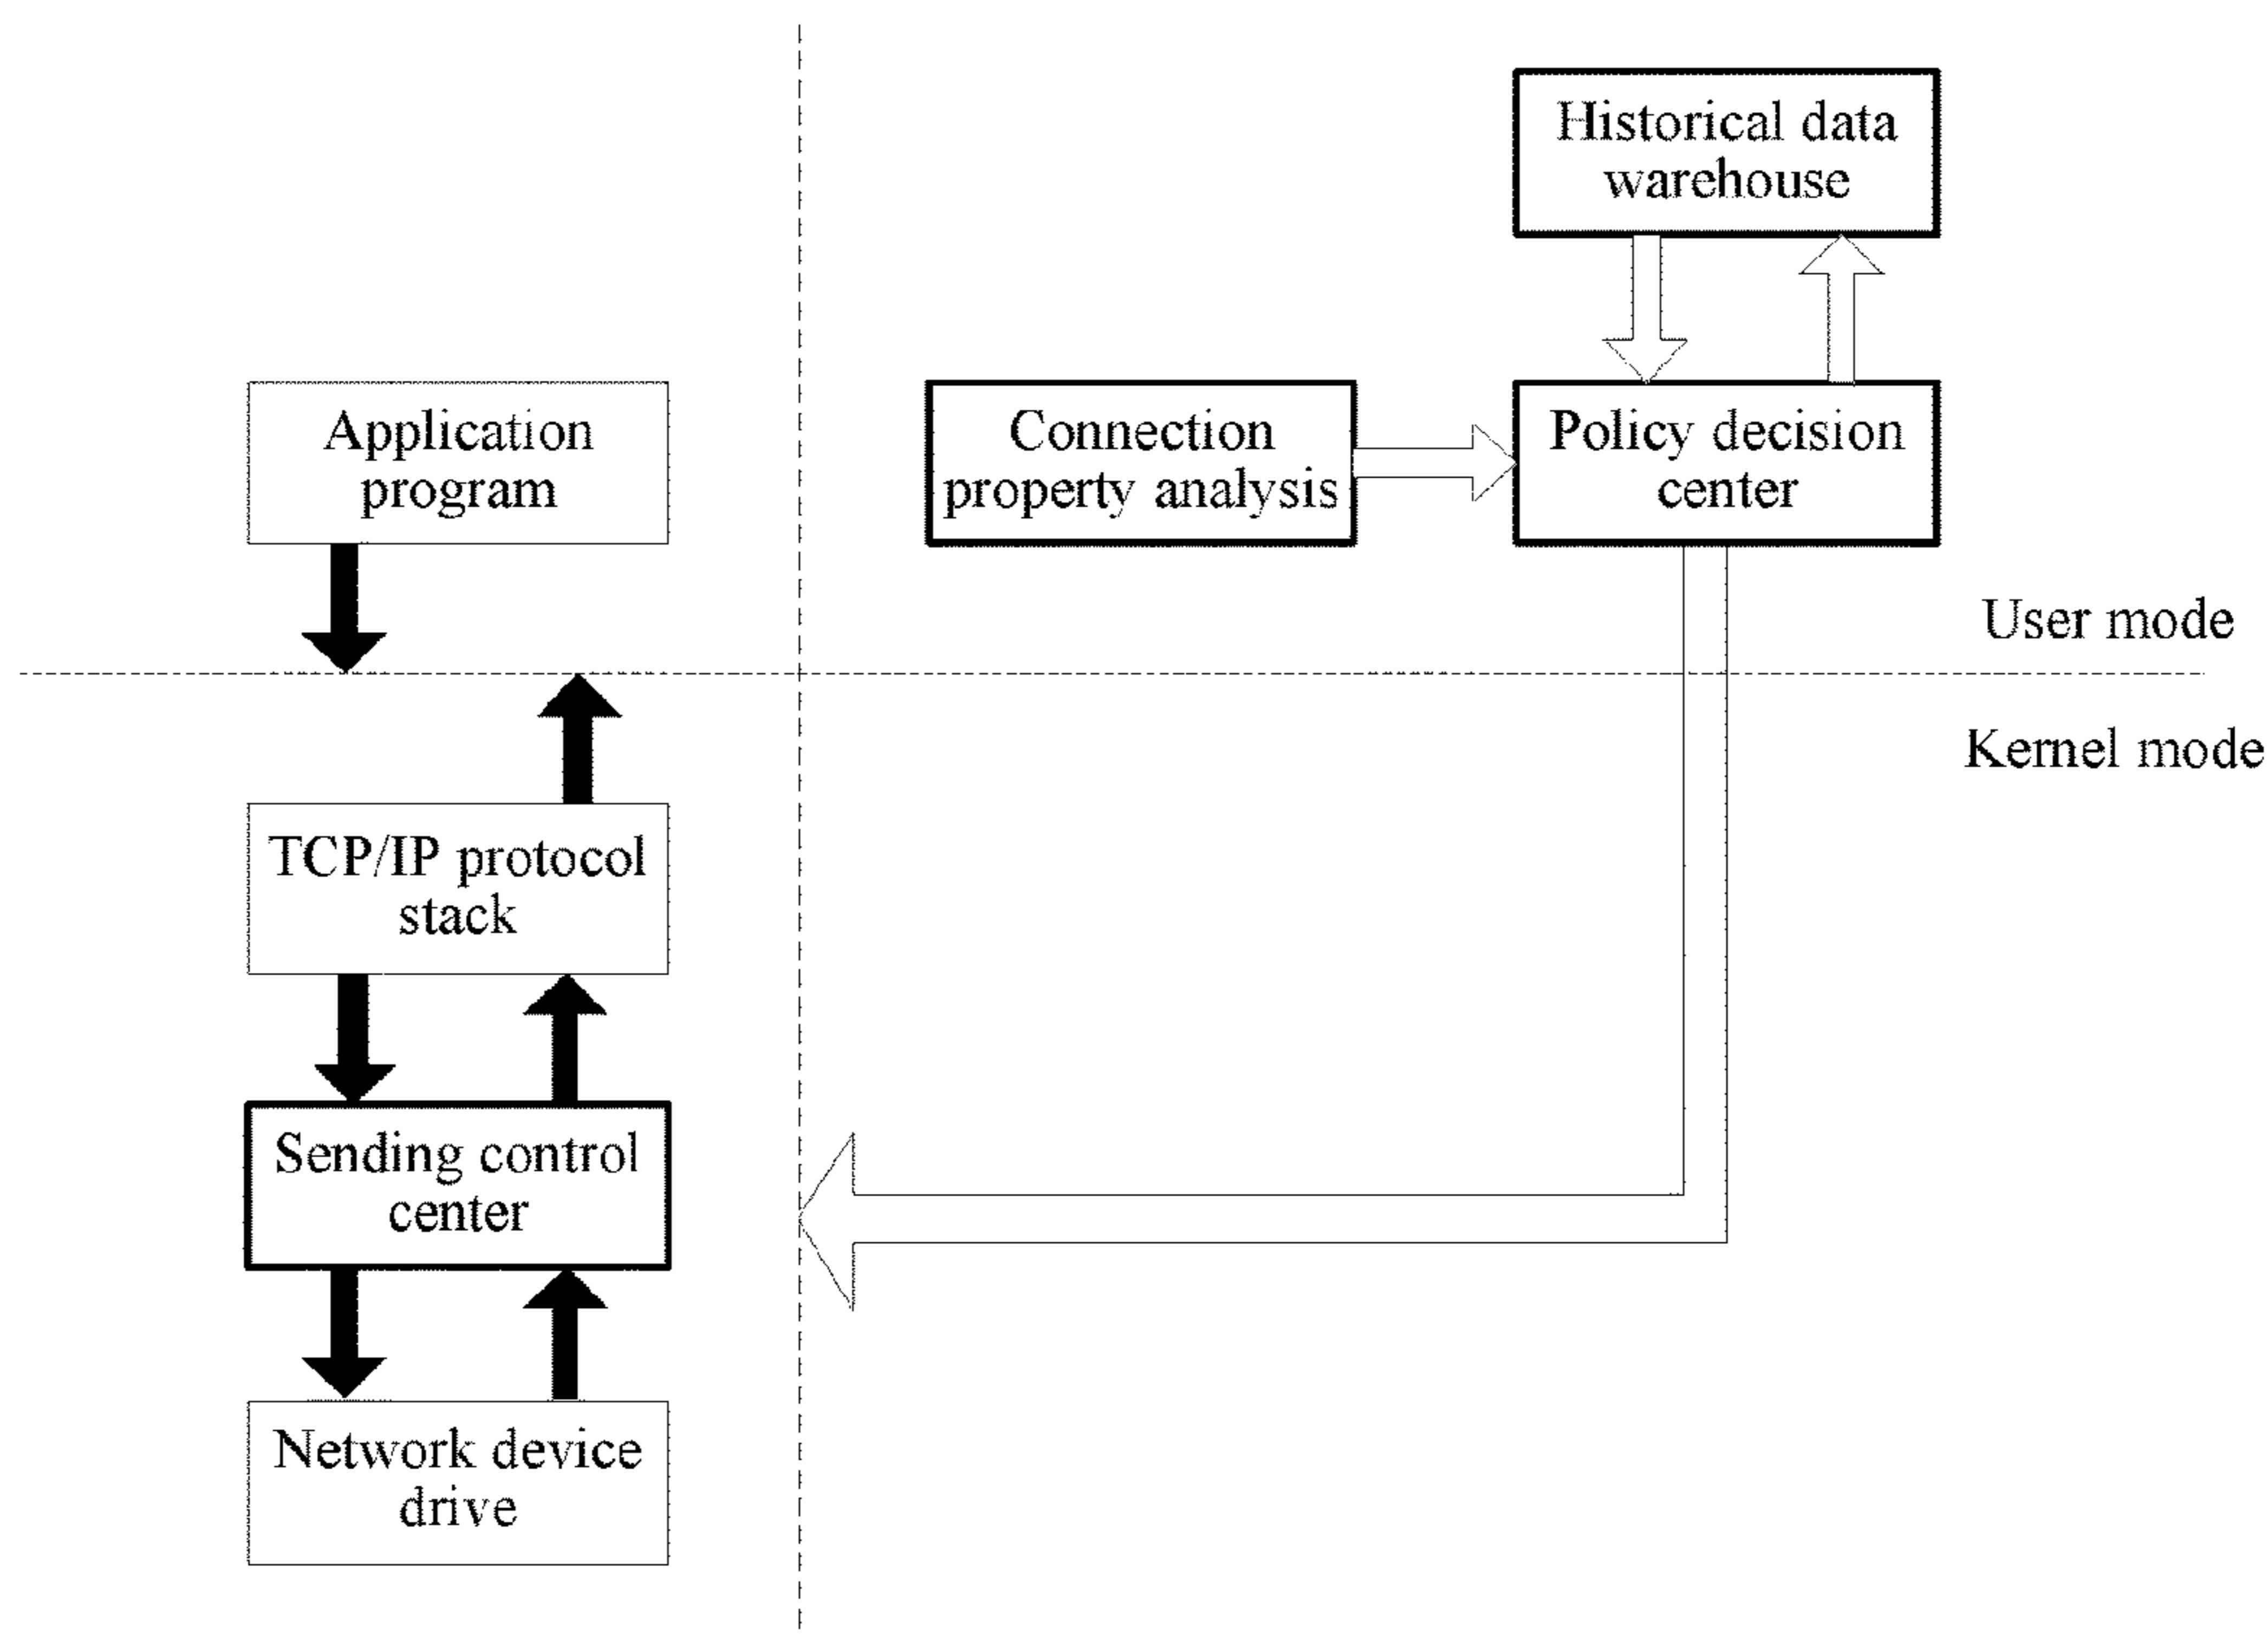 Historical data
warehouse
Application
program
Connection
property analysis
Policy decision
center
User mode
Kernel mode
TCP/IP protocol
stack
Sending control
center
Network device
drive